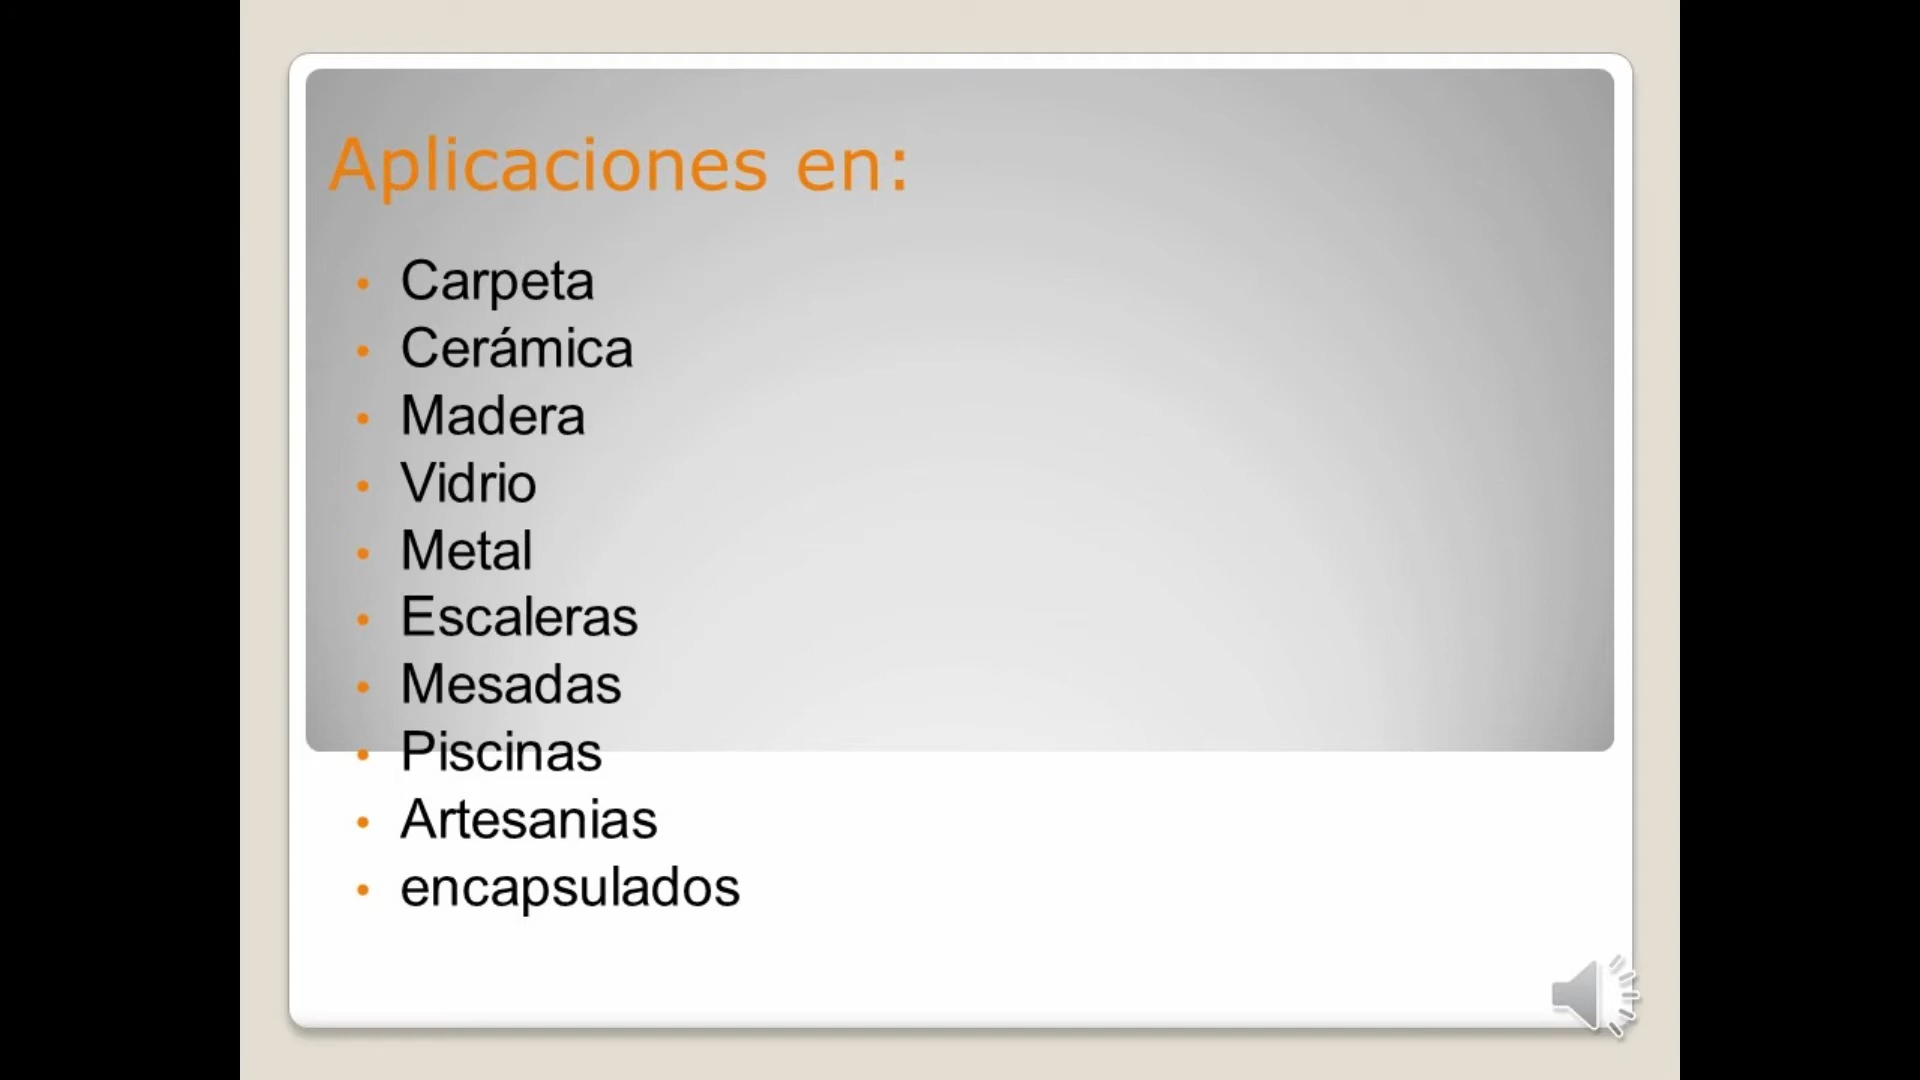 Aplicaciones en:
Carpeta
Cerámica
Madera
Vidrio
Metal
Escaleras
Mesadas
Piscinas
Artesanias
encapsulados